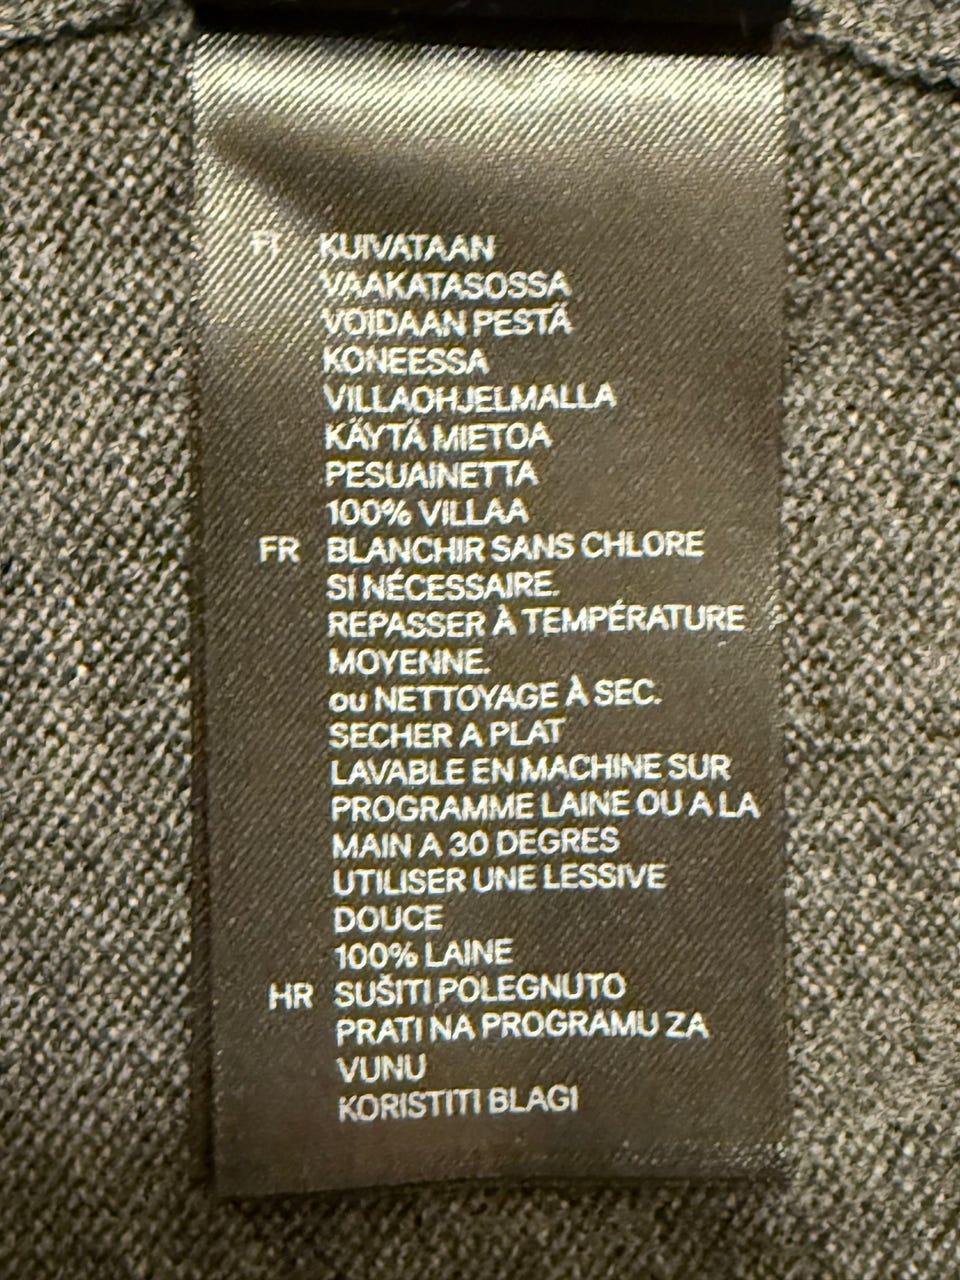 FI KUIVATAAN
VAAKATASOSSA
VOIDAAN PESTÄ
KONEESSA
VILLAOHJELMALLA
KÄYTÄ MIETOA
PESUAINETTA
100% VILLAA
FR BLANCHIR SANS CHLORE
SI NÉCESSAIRE.
REPASSER À TEMPÉRATURE
MOYENNE.
ou NETTOYAGE À SEC.
SECHER A PLAT
LAVABLE EN MACHINE SUR
PROGRAMME LAINE OU A LA
MAIN A 30 DEGRES
UTILISER UNE LESSIVE
DOUCE
100% LAINE
HR SUŠITI POLEGNUTO
PRATI NA PROGRAMU ZA
VUNU
KORISTITI BLAGI